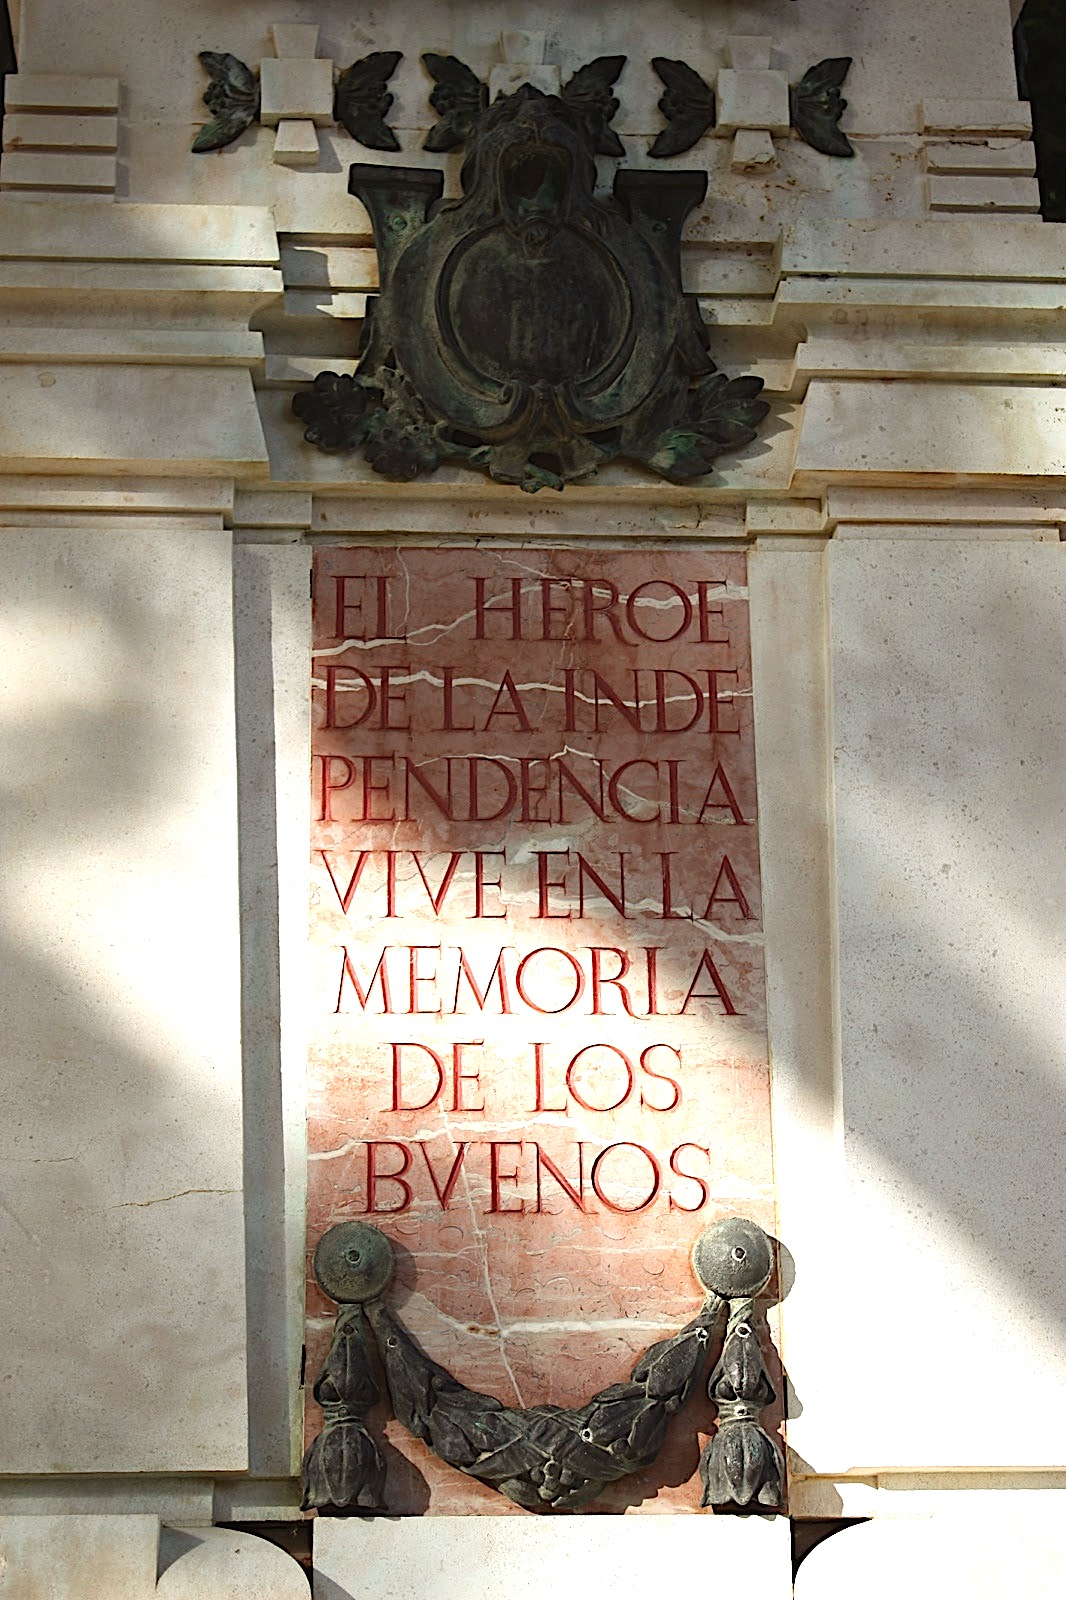 EL HEROE
DE LA INDE
PENDENCIA
VIVE EN LA
MEMORIA
DE LOS
BVENOS